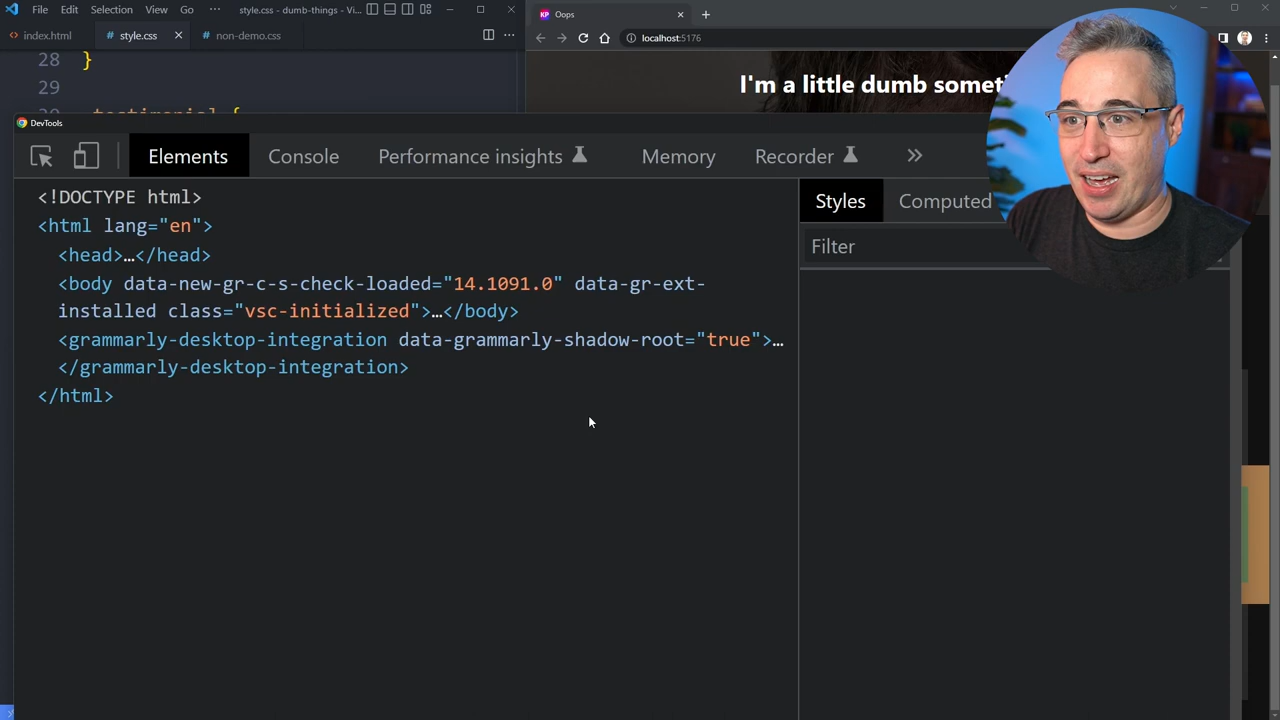 File Edit Selection View Go ··· style.css - dumb-things - Vi...
index.html style.css non-demo.css
28 }
29
testimonial {
KP Oops
localhost:5176
I'm a little dumb
DevTools
Elements Console Performance insights Memory Recorder »
<!DOCTYPE html>
<html lang="en">
<head>…</head>
<body data-new-gr-c-s-check-loaded="14.1091.0" data-gr-ext-
installed class="vsc-initialized">…</body>
<grammarly-desktop-integration data-grammarly-shadow-root="true">…
</grammarly-desktop-integration>
</html>
Styles Computed
Filter